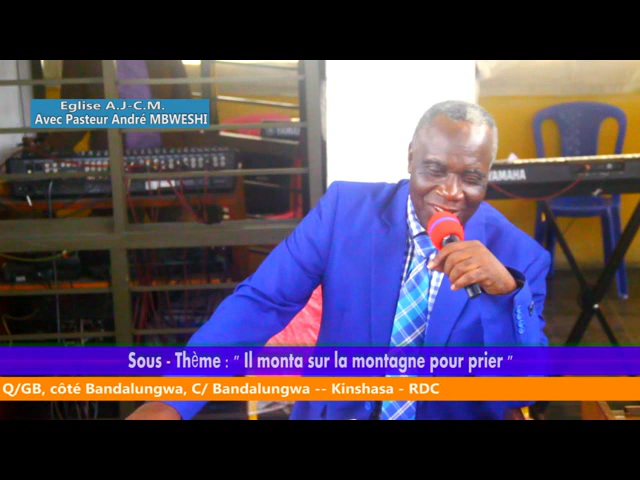 Eglise A.J-C.M.
Avec Pasteur André MBWESHI
YAMAHA
Sous - Thème : " Il monta sur la montagne pour prier "
Q/GB, côté Bandalungwa, C/ Bandalungwa -- Kinshasa - RDC